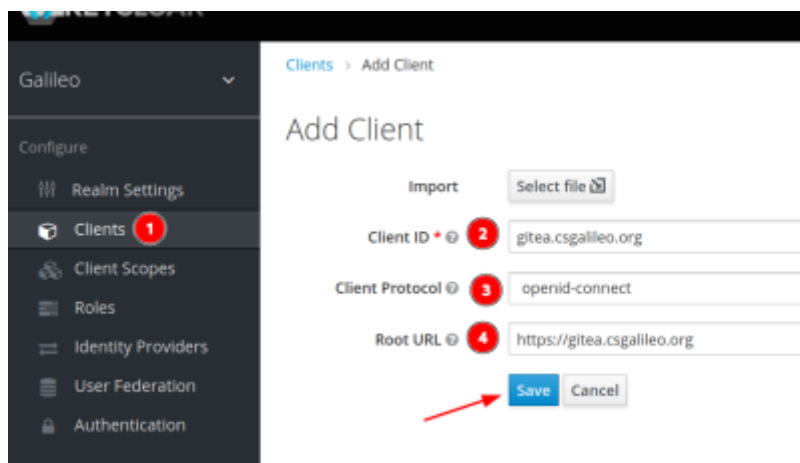 Galileo
Clients > Add Client
Add Client
Configure
Import Select file
Realm Settings
Clients 1
Client ID * 2 gitea.csgalileo.org
Client Scopes
Client Protocol 3 openid-connect
Roles
Root URL 4 https://gitea.csgalileo.org
Identity Providers
User Federation
Save Cancel
Authentication